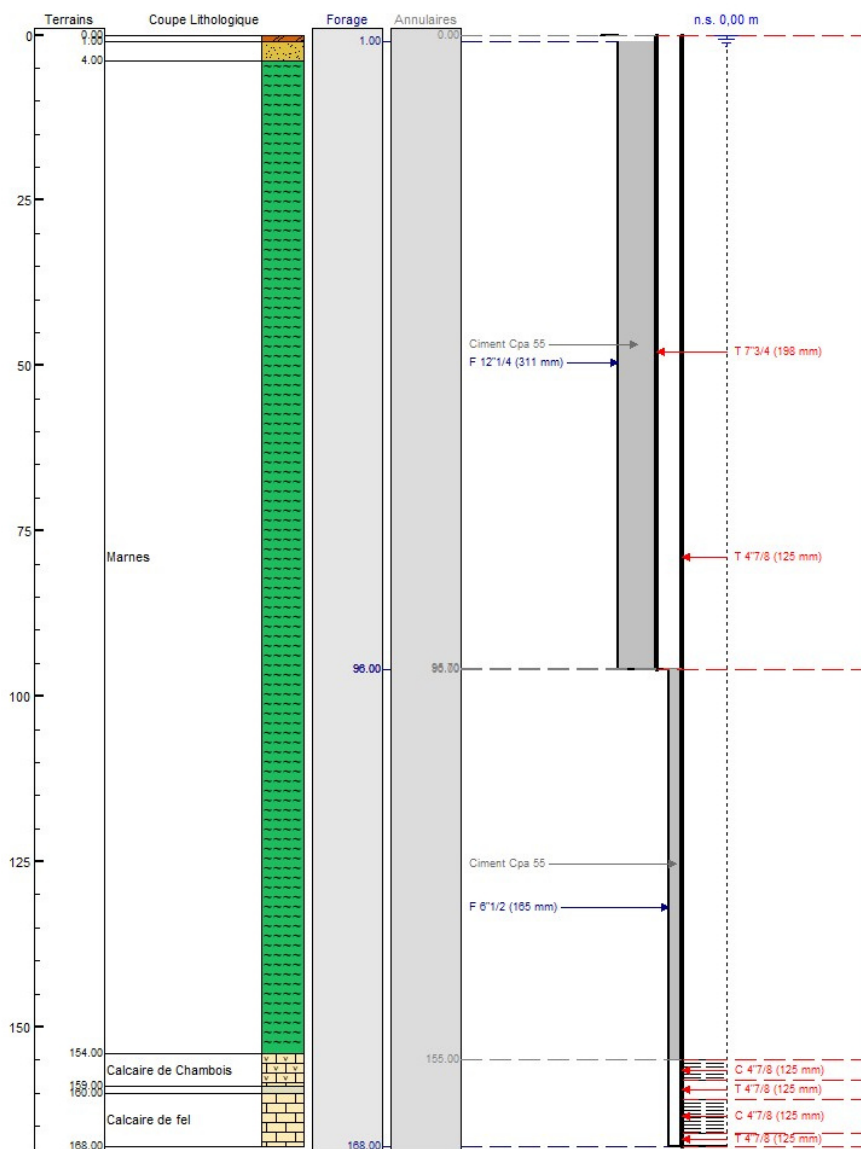 Terrains Coupe Lithologique Forage Annulaires n.s. 0,00 m
0 0.00 0.00
1.00 1.00
4.00
25
Ciment Cpa 55
T 7"3/4 (198 mm)
50 F 12"1/4 (311 mm)
75
Marnes T 4"7/8 (125 mm)
96.00
100
125 Ciment Cpa 55
F 6"1/2 (165 mm)
150
154.00
155.00
Calcaire de Chambois C 4"7/8 (125 mm)
159.00 T 4"7/8 (125 mm)
160.00
Calcaire de fel C 4"7/8 (125 mm)
T 4"7/8 (125 mm)
168.00 168.00